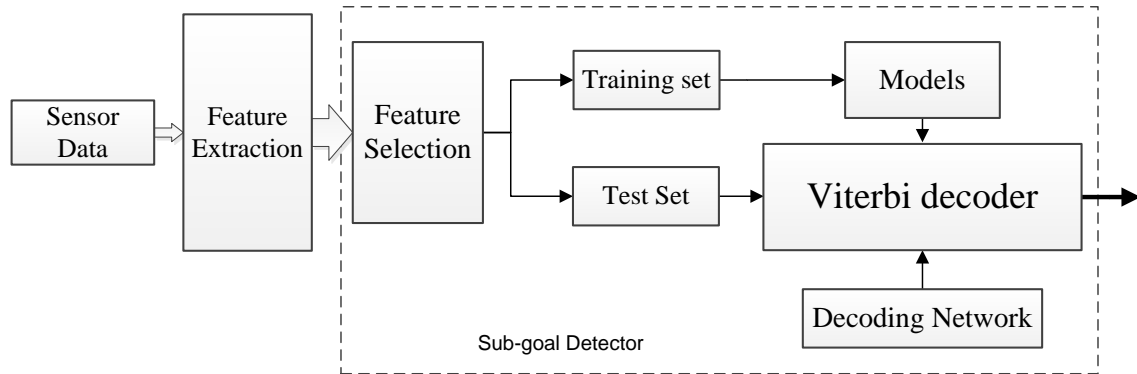 Sensor
Data
Feature
Extraction
Feature
Selection
Training set
Test Set
Models
Viterbi decoder
Decoding Network
Sub-goal Detector